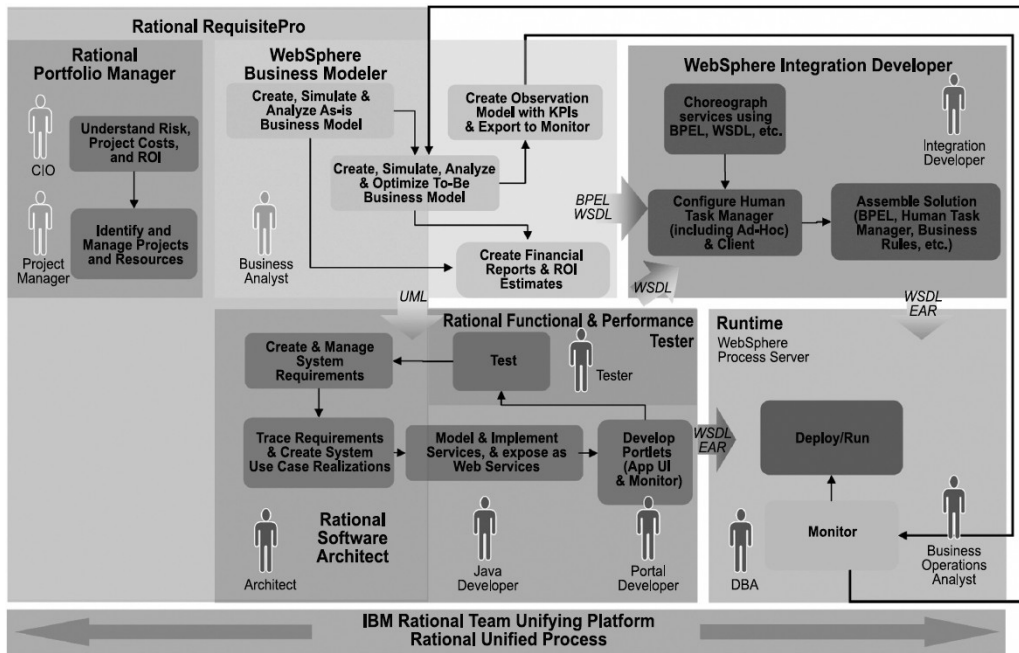 Rational RequisitePro
Rational
Portfolio Manager
CIO
Understand Risk,
Project Costs,
and ROI
Project
Manager
Identify and
Manage Projects
and Resources
WebSphere
Business Modeler
Create, Simulate &
Analyze As-is
Business Model
Create Observation
Model with KPIs
& Export to Monitor
Create, Simulate, Analyze
& Optimize To-Be
Business Model
Business
Analyst
Create Financial
Reports & ROI
Estimates
BPEL
WSDL
WSDL
UML
WebSphere Integration Developer
Choreograph
services using
BPEL, WSDL, etc.
Integration
Developer
Configure Human
Task Manager
(including Ad-Hoc)
& Client
Assemble Solution
(BPEL, Human Task
Manager, Business
Rules, etc.)
WSDL
EAR
Rational Functional & Performance
Tester
Create & Manage
System
Requirements
Test
Tester
Trace Requirements
& Create System
Use Case Realizations
Model & Implement
Services, & expose as
Web Services
Develop
Portlets
(App UI
& Monitor)
WSDL
EAR
Architect
Rational
Software
Architect
Java
Developer
Portal
Developer
Runtime
WebSphere
Process Server
Deploy/Run
Monitor
DBA
Business
Operations
Analyst
IBM Rational Team Unifying Platform
Rational Unified Process